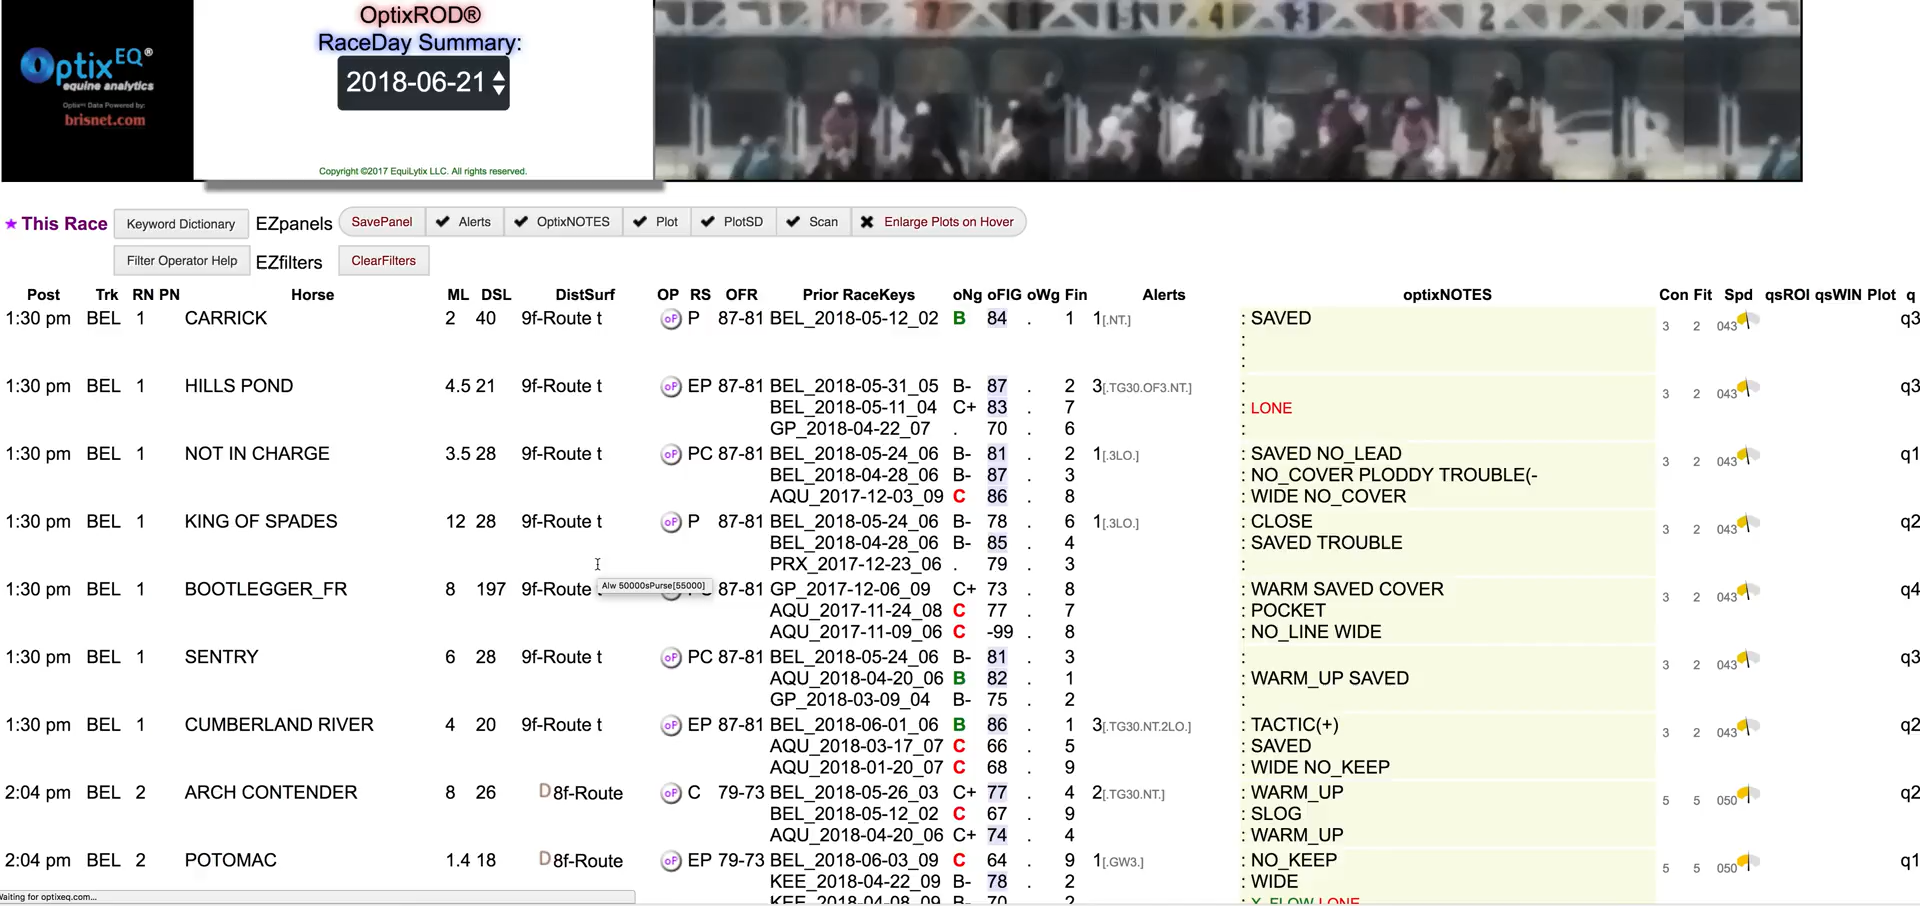 OptixEQ®
equine analytics
Optix™ Data Powered by:
brisnet.com
OptixROD®
RaceDay Summary:
2018-06-21
Copyright ©2017 EquiLytix LLC. All rights reserved.
★ This Race Keyword Dictionary EZpanels SavePanel ✔ Alerts ✔ OptixNOTES ✔ Plot ✔ PlotSD ✔ Scan ✖ Enlarge Plots on Hover
Filter Operator Help EZfilters ClearFilters
Post Trk RN PN Horse ML DSL DistSurf OP RS OFR Prior RaceKeys oNg oFIG oWg Fin Alerts optixNOTES Con Fit Spd qsROI qsWIN Plot q
1:30 pm BEL 1 CARRICK 2 40 9f-Route t oP P 87-81 BEL_2018-05-12_02 B 84 . 1 1[.NT.] : SAVED 3 2 043 q3
:
:
1:30 pm BEL 1 HILLS POND 4.5 21 9f-Route t oP EP 87-81 BEL_2018-05-31_05 B- 87 . 2 3[.TG30.OF3.NT.] : 3 2 043 q3
BEL_2018-05-11_04 C+ 83 . 7 : LONE
GP_2018-04-22_07 . 70 . 6 :
1:30 pm BEL 1 NOT IN CHARGE 3.5 28 9f-Route t oP PC 87-81 BEL_2018-05-24_06 B- 81 . 2 1[.3LO.] : SAVED NO_LEAD 3 2 043 q1
BEL_2018-04-28_06 B- 87 . 3 : NO_COVER PLODDY TROUBLE(-
AQU_2017-12-03_09 C 86 . 8 : WIDE NO_COVER
1:30 pm BEL 1 KING OF SPADES 12 28 9f-Route t oP P 87-81 BEL_2018-05-24_06 B- 78 . 6 1[.3LO.] : CLOSE 3 2 043 q2
BEL_2018-04-28_06 B- 85 . 4 : SAVED TROUBLE
PRX_2017-12-23_06 . 79 . 3 :
Alw 50000sPurse[55000]
1:30 pm BEL 1 BOOTLEGGER_FR 8 197 9f-Route 87-81 GP_2017-12-06_09 C+ 73 . 8 : WARM SAVED COVER 3 2 043 q4
AQU_2017-11-24_08 C 77 . 7 : POCKET
AQU_2017-11-09_06 C -99 . 8 : NO_LINE WIDE
1:30 pm BEL 1 SENTRY 6 28 9f-Route t oP PC 87-81 BEL_2018-05-24_06 B- 81 . 3 : 3 2 043 q3
AQU_2018-04-20_06 B 82 . 1 : WARM_UP SAVED
GP_2018-03-09_04 B- 75 . 2 :
1:30 pm BEL 1 CUMBERLAND RIVER 4 20 9f-Route t oP EP 87-81 BEL_2018-06-01_06 B 86 . 1 3[.TG30.NT.2LO.] : TACTIC(+) 3 2 043 q2
AQU_2018-03-17_07 C 66 . 5 : SAVED
AQU_2018-01-20_07 C 68 . 9 : WIDE NO_KEEP
2:04 pm BEL 2 ARCH CONTENDER 8 26 D 8f-Route oP C 79-73 BEL_2018-05-26_03 C+ 77 . 4 2[.TG30.NT.] : WARM_UP 5 5 050 q2
BEL_2018-05-12_02 C 67 . 9 : SLOG
AQU_2018-04-20_06 C+ 74 . 4 : WARM_UP
2:04 pm BEL 2 POTOMAC 1.4 18 D 8f-Route oP EP 79-73 BEL_2018-06-03_09 C 64 . 9 1[.GW3.] : NO_KEEP 5 5 050 q1
KEE_2018-04-22_09 B- 78 . 2 : WIDE
KEE_2018-04-08_09 B- 70 . 2 : X_FLOW LONE
Waiting for optixeq.com...